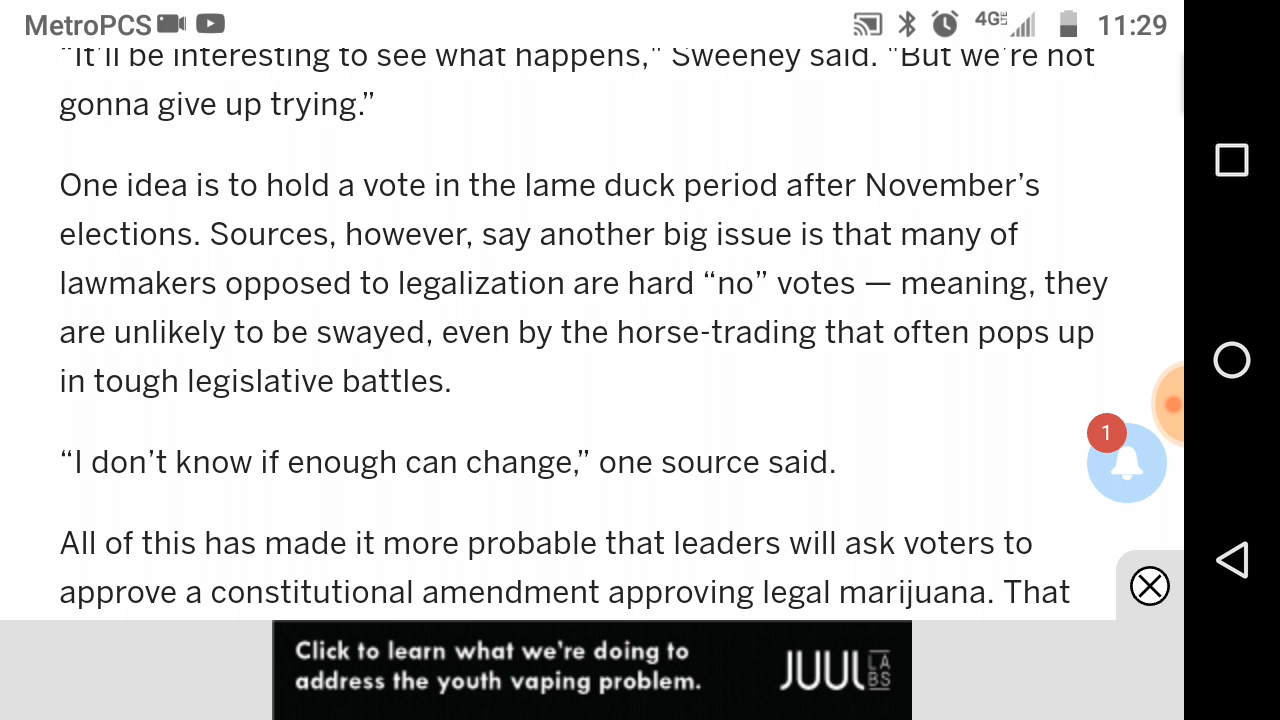 MetroPCS 4G LTE 11:29
“It’ll be interesting to see what happens,” Sweeney said. “But we’re not
gonna give up trying.”
One idea is to hold a vote in the lame duck period after November’s
elections. Sources, however, say another big issue is that many of
lawmakers opposed to legalization are hard “no” votes — meaning, they
are unlikely to be swayed, even by the horse-trading that often pops up
in tough legislative battles.
1
“I don’t know if enough can change,” one source said.
All of this has made it more probable that leaders will ask voters to
approve a constitutional amendment approving legal marijuana. That
Click to learn what we're doing to
address the youth vaping problem.
JUUL LABS